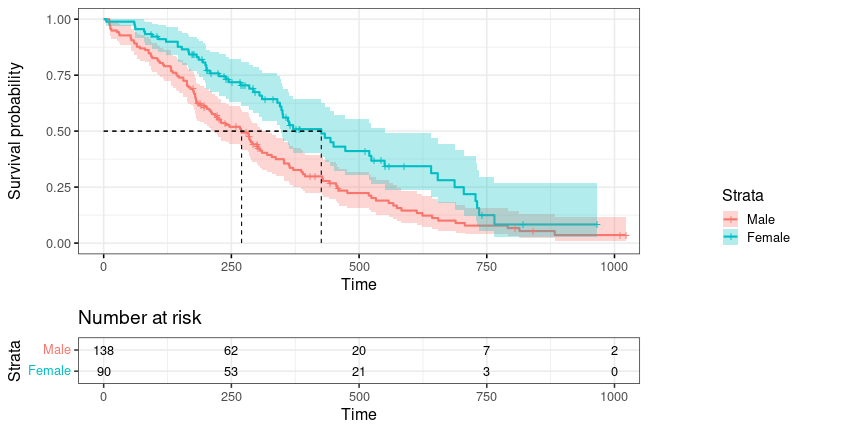 Survival probability
1.00
0.75
0.50
0.25
0.00
0 250 500 750 1000
Time
Strata
Male
Female
Number at risk
Strata
Male 138 62 20 7 2
Female 90 53 21 3 0
0 250 500 750 1000
Time